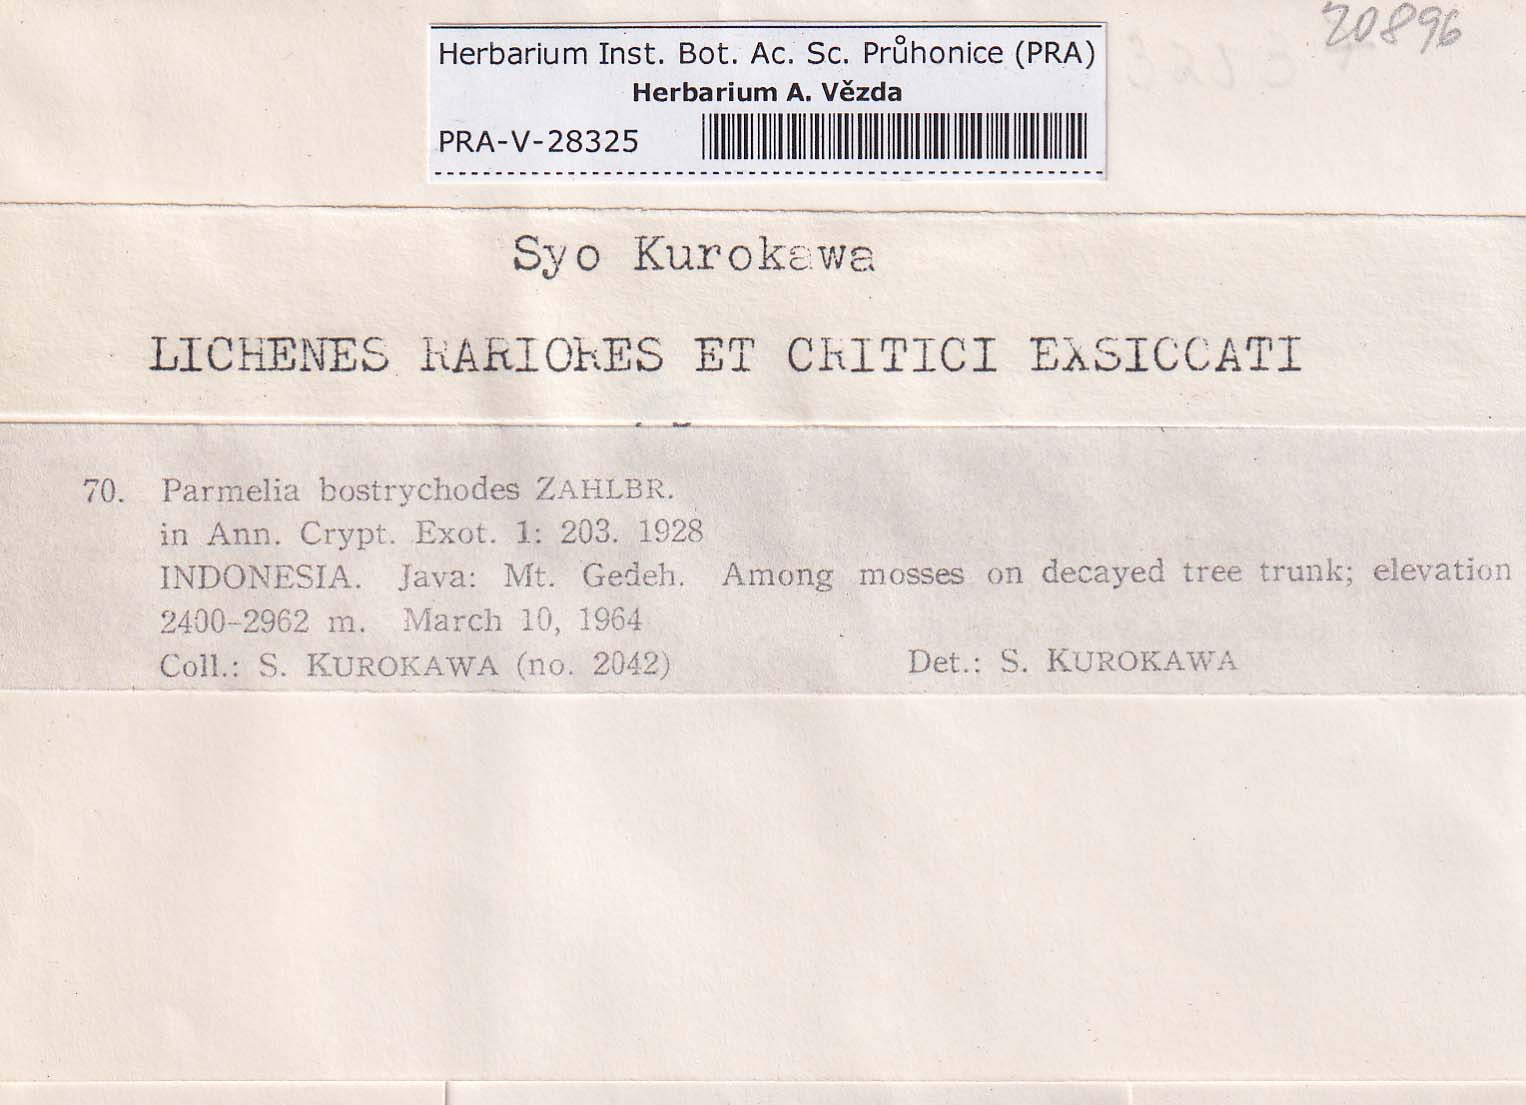 20896
Herbarium Inst. Bot. Ac. Sc. Průhonice (PRA)
Herbarium A. Vězda
PRA-V-28325
Syo Kurokawa
LICHENES RARIORES ET CRITICI EXSICCATI
70. Parmelia bostrychodes ZAHLBR.
in Ann. Crypt. Exot. 1: 203. 1928
INDONESIA. Java: Mt. Gedeh. Among mosses on decayed tree trunk; elevation
2400-2962 m. March 10, 1964
Coll.: S. KUROKAWA (no. 2042) Det.: S. KUROKAWA